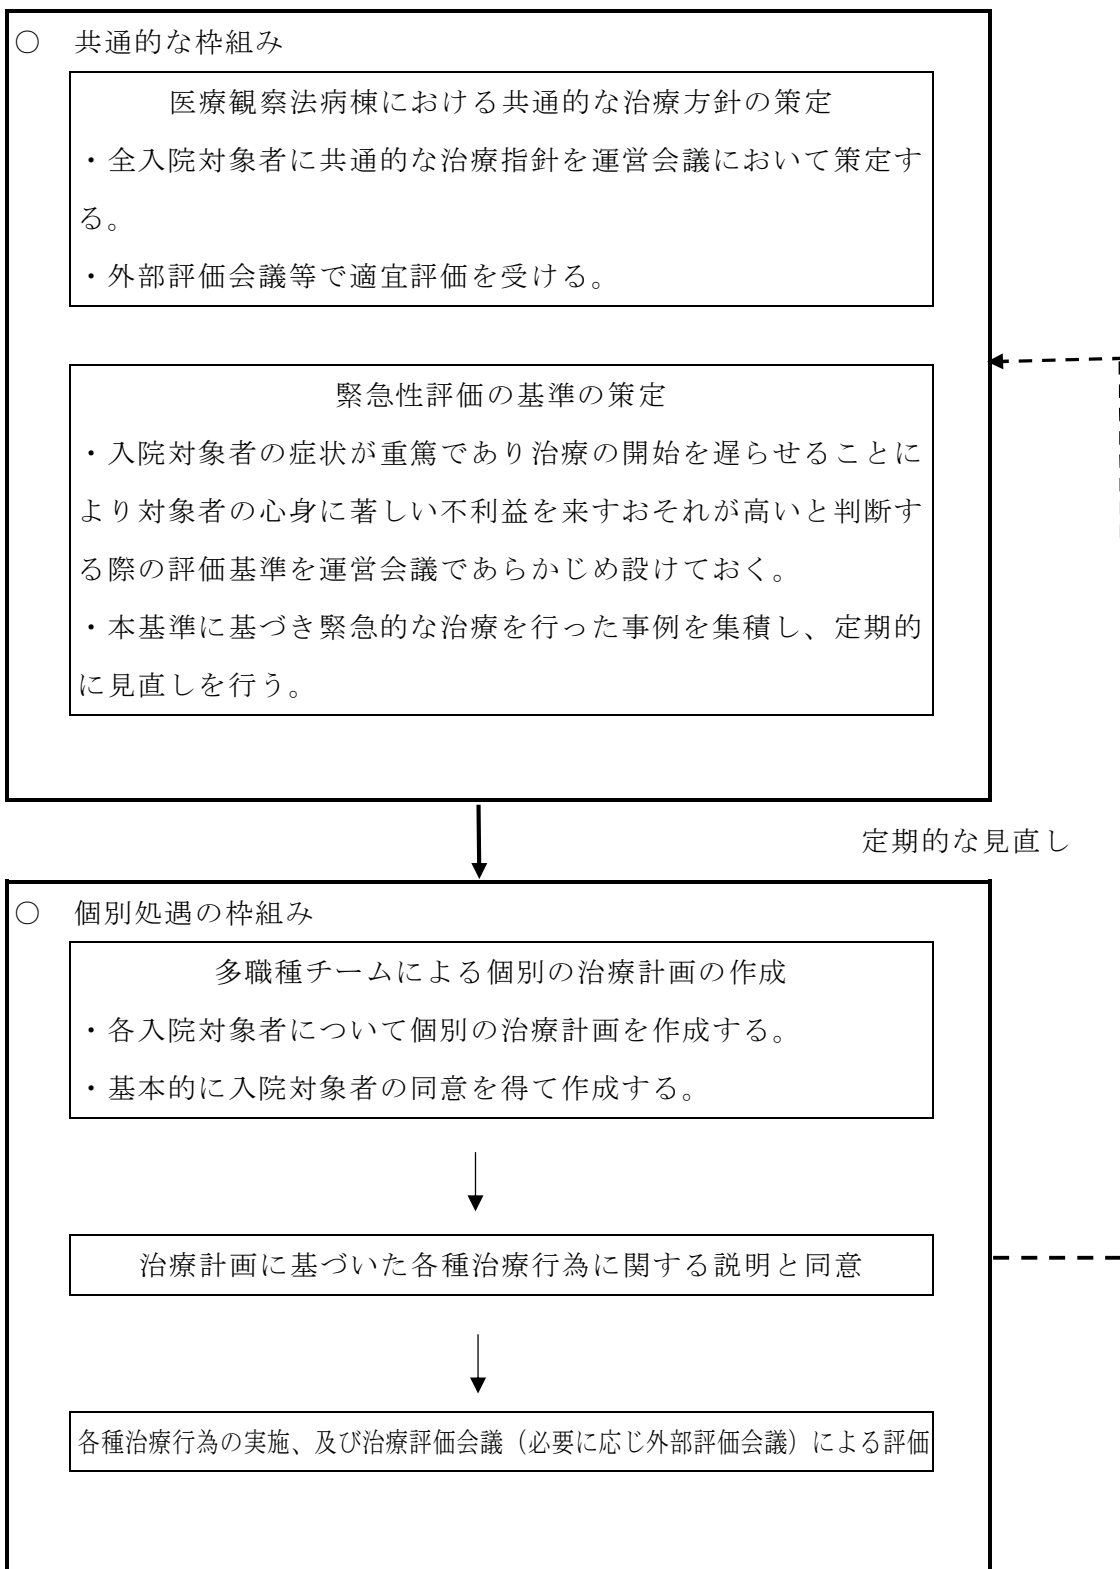 ○　共通的な枠組み
医療観察法病棟における共通的な治療方針の策定
・全入院対象者に共通的な治療指針を運営会議において策定す
る。
・外部評価会議等で適宜評価を受ける。
緊急性評価の基準の策定
・入院対象者の症状が重篤であり治療の開始を遅らせることに
より対象者の心身に著しい不利益を来すおそれが高いと判断す
る際の評価基準を運営会議であらかじめ設けておく。
・本基準に基づき緊急的な治療を行った事例を集積し、定期的
に見直しを行う。
定期的な見直し
○　個別処遇の枠組み
多職種チームによる個別の治療計画の作成
・各入院対象者について個別の治療計画を作成する。
・基本的に入院対象者の同意を得て作成する。
治療計画に基づいた各種治療行為に関する説明と同意
各種治療行為の実施、及び治療評価会議（必要に応じ外部評価会議）による評価